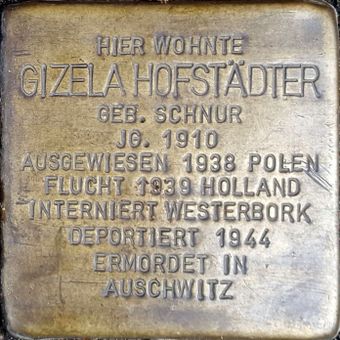 HIER WOHNTE
GIZELA HOFSTÄDTER
GEB. SCHNUR
JG. 1910
AUSGEWIESEN 1938 POLEN
FLUCHT 1939 HOLLAND
INTERNIERT WESTERBORK
DEPORTIERT 1944
ERMORDET IN
AUSCHWITZ